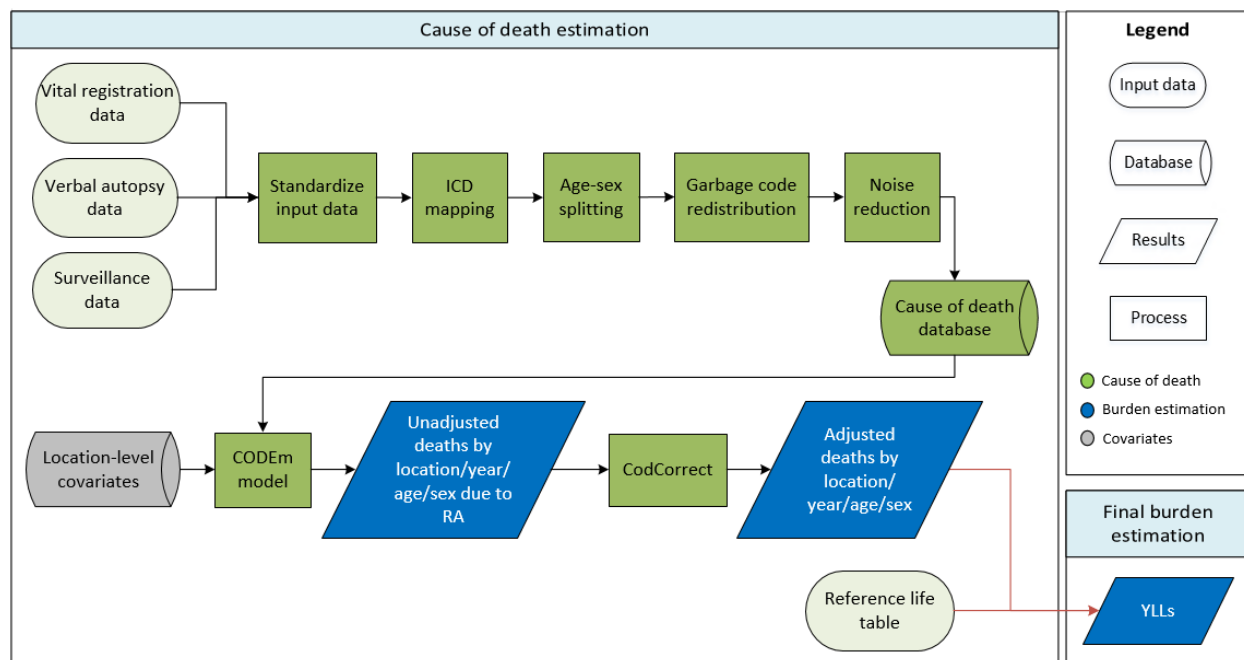 Cause of death estimation
Vital registration
data
Verbal autopsy
data
Surveillance
data
Standardize
input data
ICD
mapping
Age-sex
splitting
Garbage code
redistribution
Noise
reduction
Cause of death
database
Location-level
covariates
CODEm
model
Unadjusted
deaths by
location/year/
age/sex due to
RA
CodCorrect
Adjusted
deaths by
location/
year/age/sex
Reference life
table
Legend
Input data
Database
Results
Process
Cause of death
Burden estimation
Covariates
Final burden
estimation
YLLs